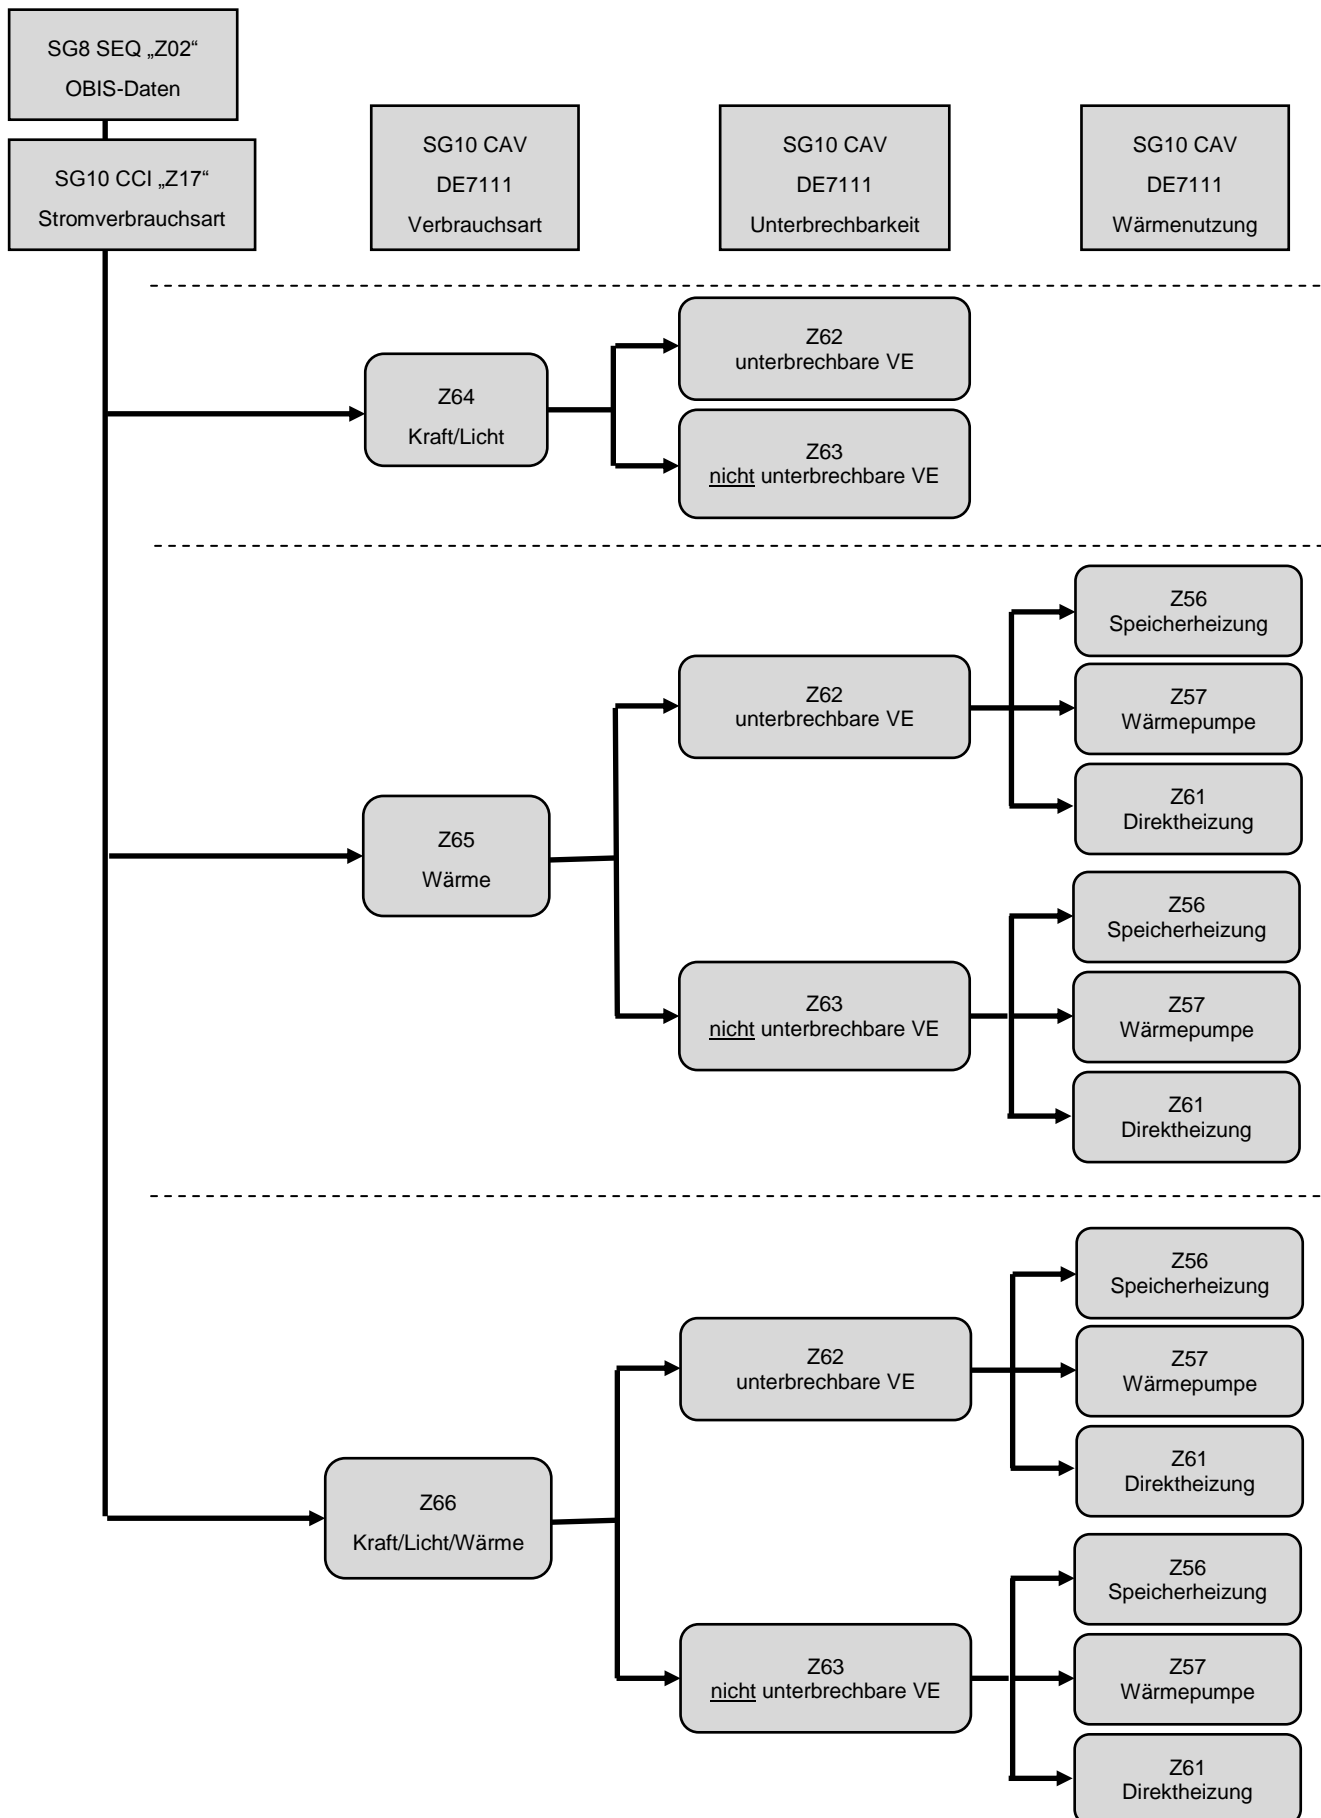 SG8 SEQ „Z02“
OBIS-Daten
SG10 CCI „Z17“
Stromverbrauchsart
SG10 CAV
DE7111
Verbrauchsart
SG10 CAV
DE7111
Unterbrechbarkeit
SG10 CAV
DE7111
Wärmenutzung
Z64
Kraft/Licht
Z62
unterbrechbare VE
Z63
nicht unterbrechbare VE
Z65
Wärme
Z62
unterbrechbare VE
Z56
Speicherheizung
Z57
Wärmepumpe
Z61
Direktheizung
Z63
nicht unterbrechbare VE
Z56
Speicherheizung
Z57
Wärmepumpe
Z61
Direktheizung
Z66
Kraft/Licht/Wärme
Z62
unterbrechbare VE
Z56
Speicherheizung
Z57
Wärmepumpe
Z61
Direktheizung
Z63
nicht unterbrechbare VE
Z56
Speicherheizung
Z57
Wärmepumpe
Z61
Direktheizung